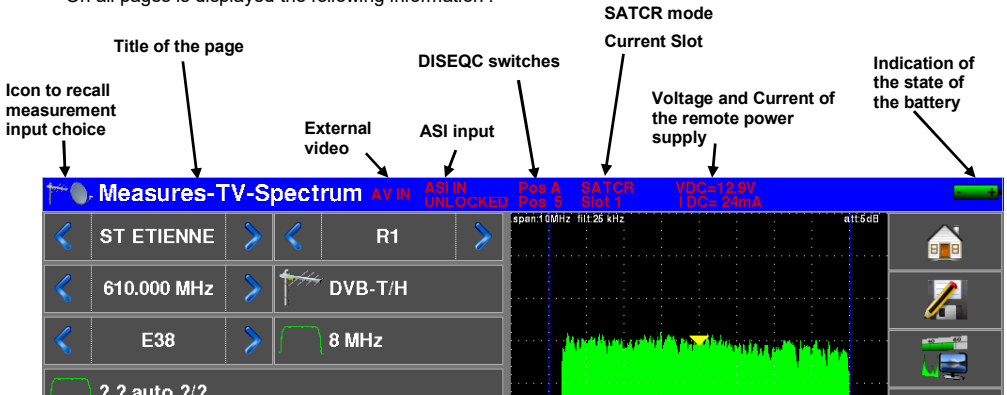 On all pages is displayed the following information :
SATCR mode
Current Slot
Title of the page
DISEQC switches
Indication of
the state of
the battery
Icon to recall
measurement
input choice
Voltage and Current of
the remote power
supply
External
video
ASI input
Measures-TV-Spectrum
AV IN
ASI IN
UNLOCKED
Pos A
Pos 5
SATCR
Slot 1
VDC=12.9V
I DC= 24mA
- +
ST ETIENNE
R1
span:10MHz filt:25 kHz
att:5dB
610.000 MHz
DVB-T/H
E38
8 MHz
? ? auto ?/?